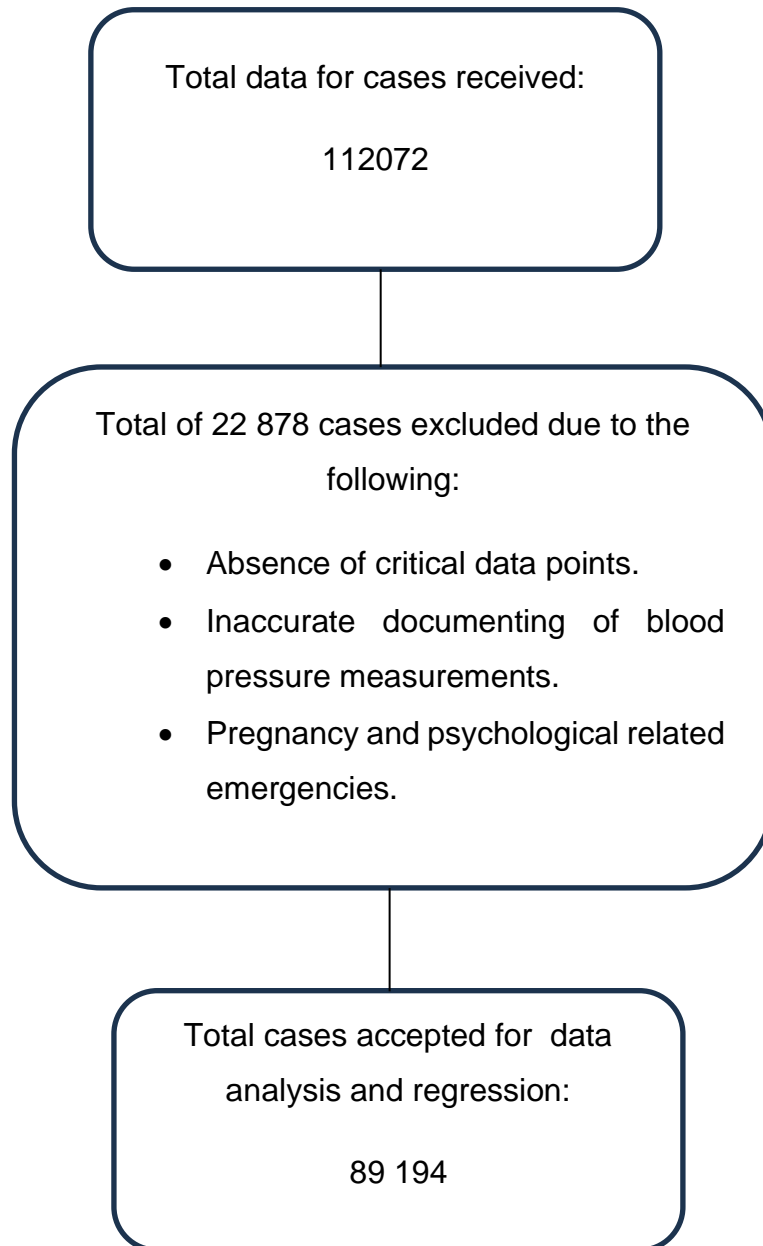 Total data for cases received:
112072
Total of 22 878 cases excluded due to the
following:
• Absence of critical data points.
• Inaccurate documenting of blood
pressure measurements.
• Pregnancy and psychological related
emergencies.
Total cases accepted for data
analysis and regression:
89 194